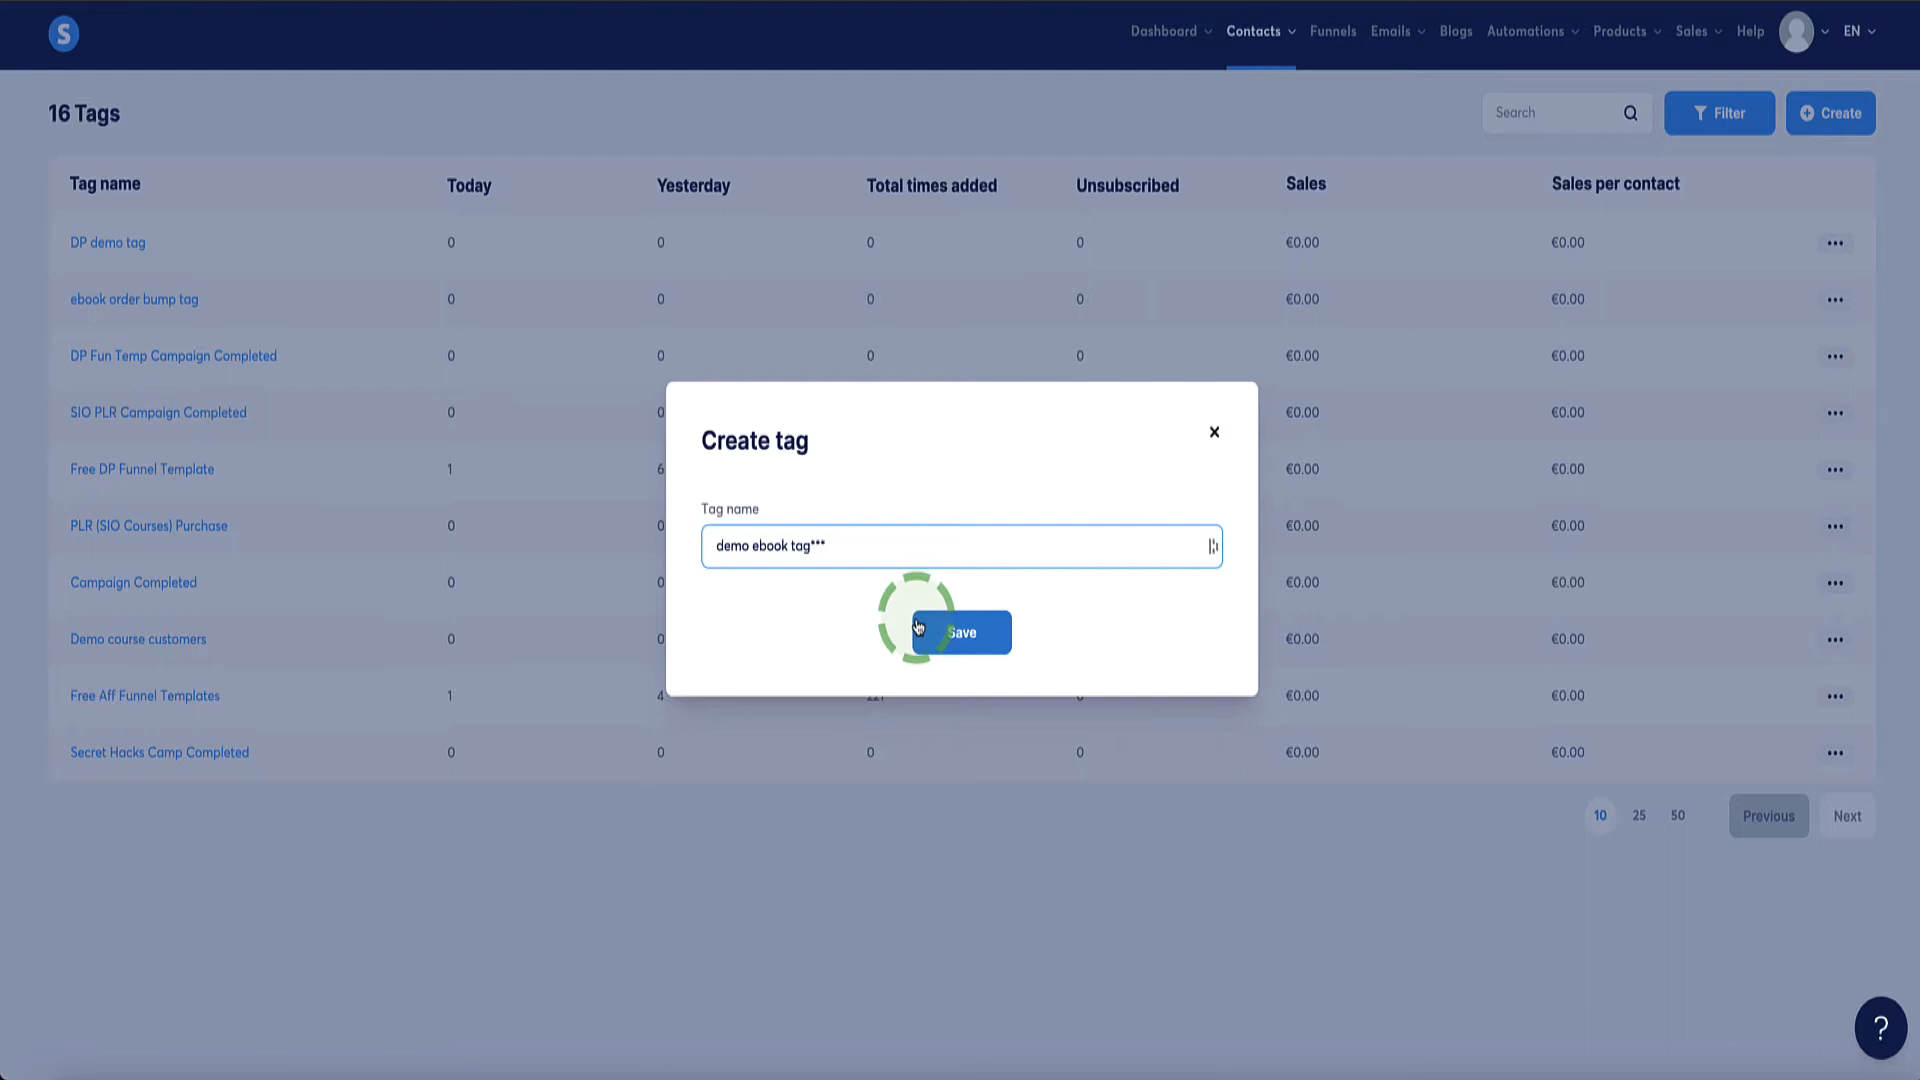 S
Dashboard Contacts Funnels Emails Blogs Automations Products Sales Help EN
16 Tags
Search Filter Create
Tag name Today Yesterday Total times added Unsubscribed Sales Sales per contact
DP demo tag 0 0 0 0 €0.00 €0.00
ebook order bump tag 0 0 0 0 €0.00 €0.00
DP Fun Temp Campaign Completed 0 0 0 0 €0.00 €0.00
SIO PLR Campaign Completed 0 0 €0.00 €0.00
Free DP Funnel Template 1 6 €0.00 €0.00
PLR (SIO Courses) Purchase 0 0 €0.00 €0.00
Campaign Completed 0 0 €0.00 €0.00
Demo course customers 0 0 €0.00 €0.00
Free Aff Funnel Templates 1 4 €0.00 €0.00
Secret Hacks Camp Completed 0 0 0 0 €0.00 €0.00
Create tag
Tag name
demo ebook tag***
Save
10 25 50 Previous Next
?